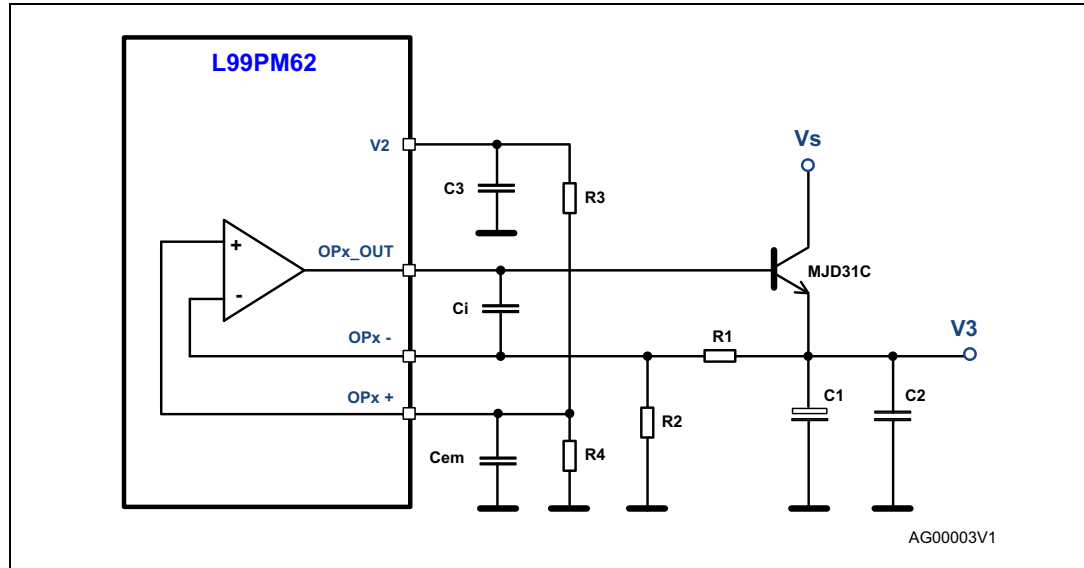 L99PM62
V2
Vs
C3
R3
OPx_OUT
+
-
MJD31C
Ci
V3
OPx -
R1
OPx +
C1
C2
R2
Cem
R4
AG00003V1